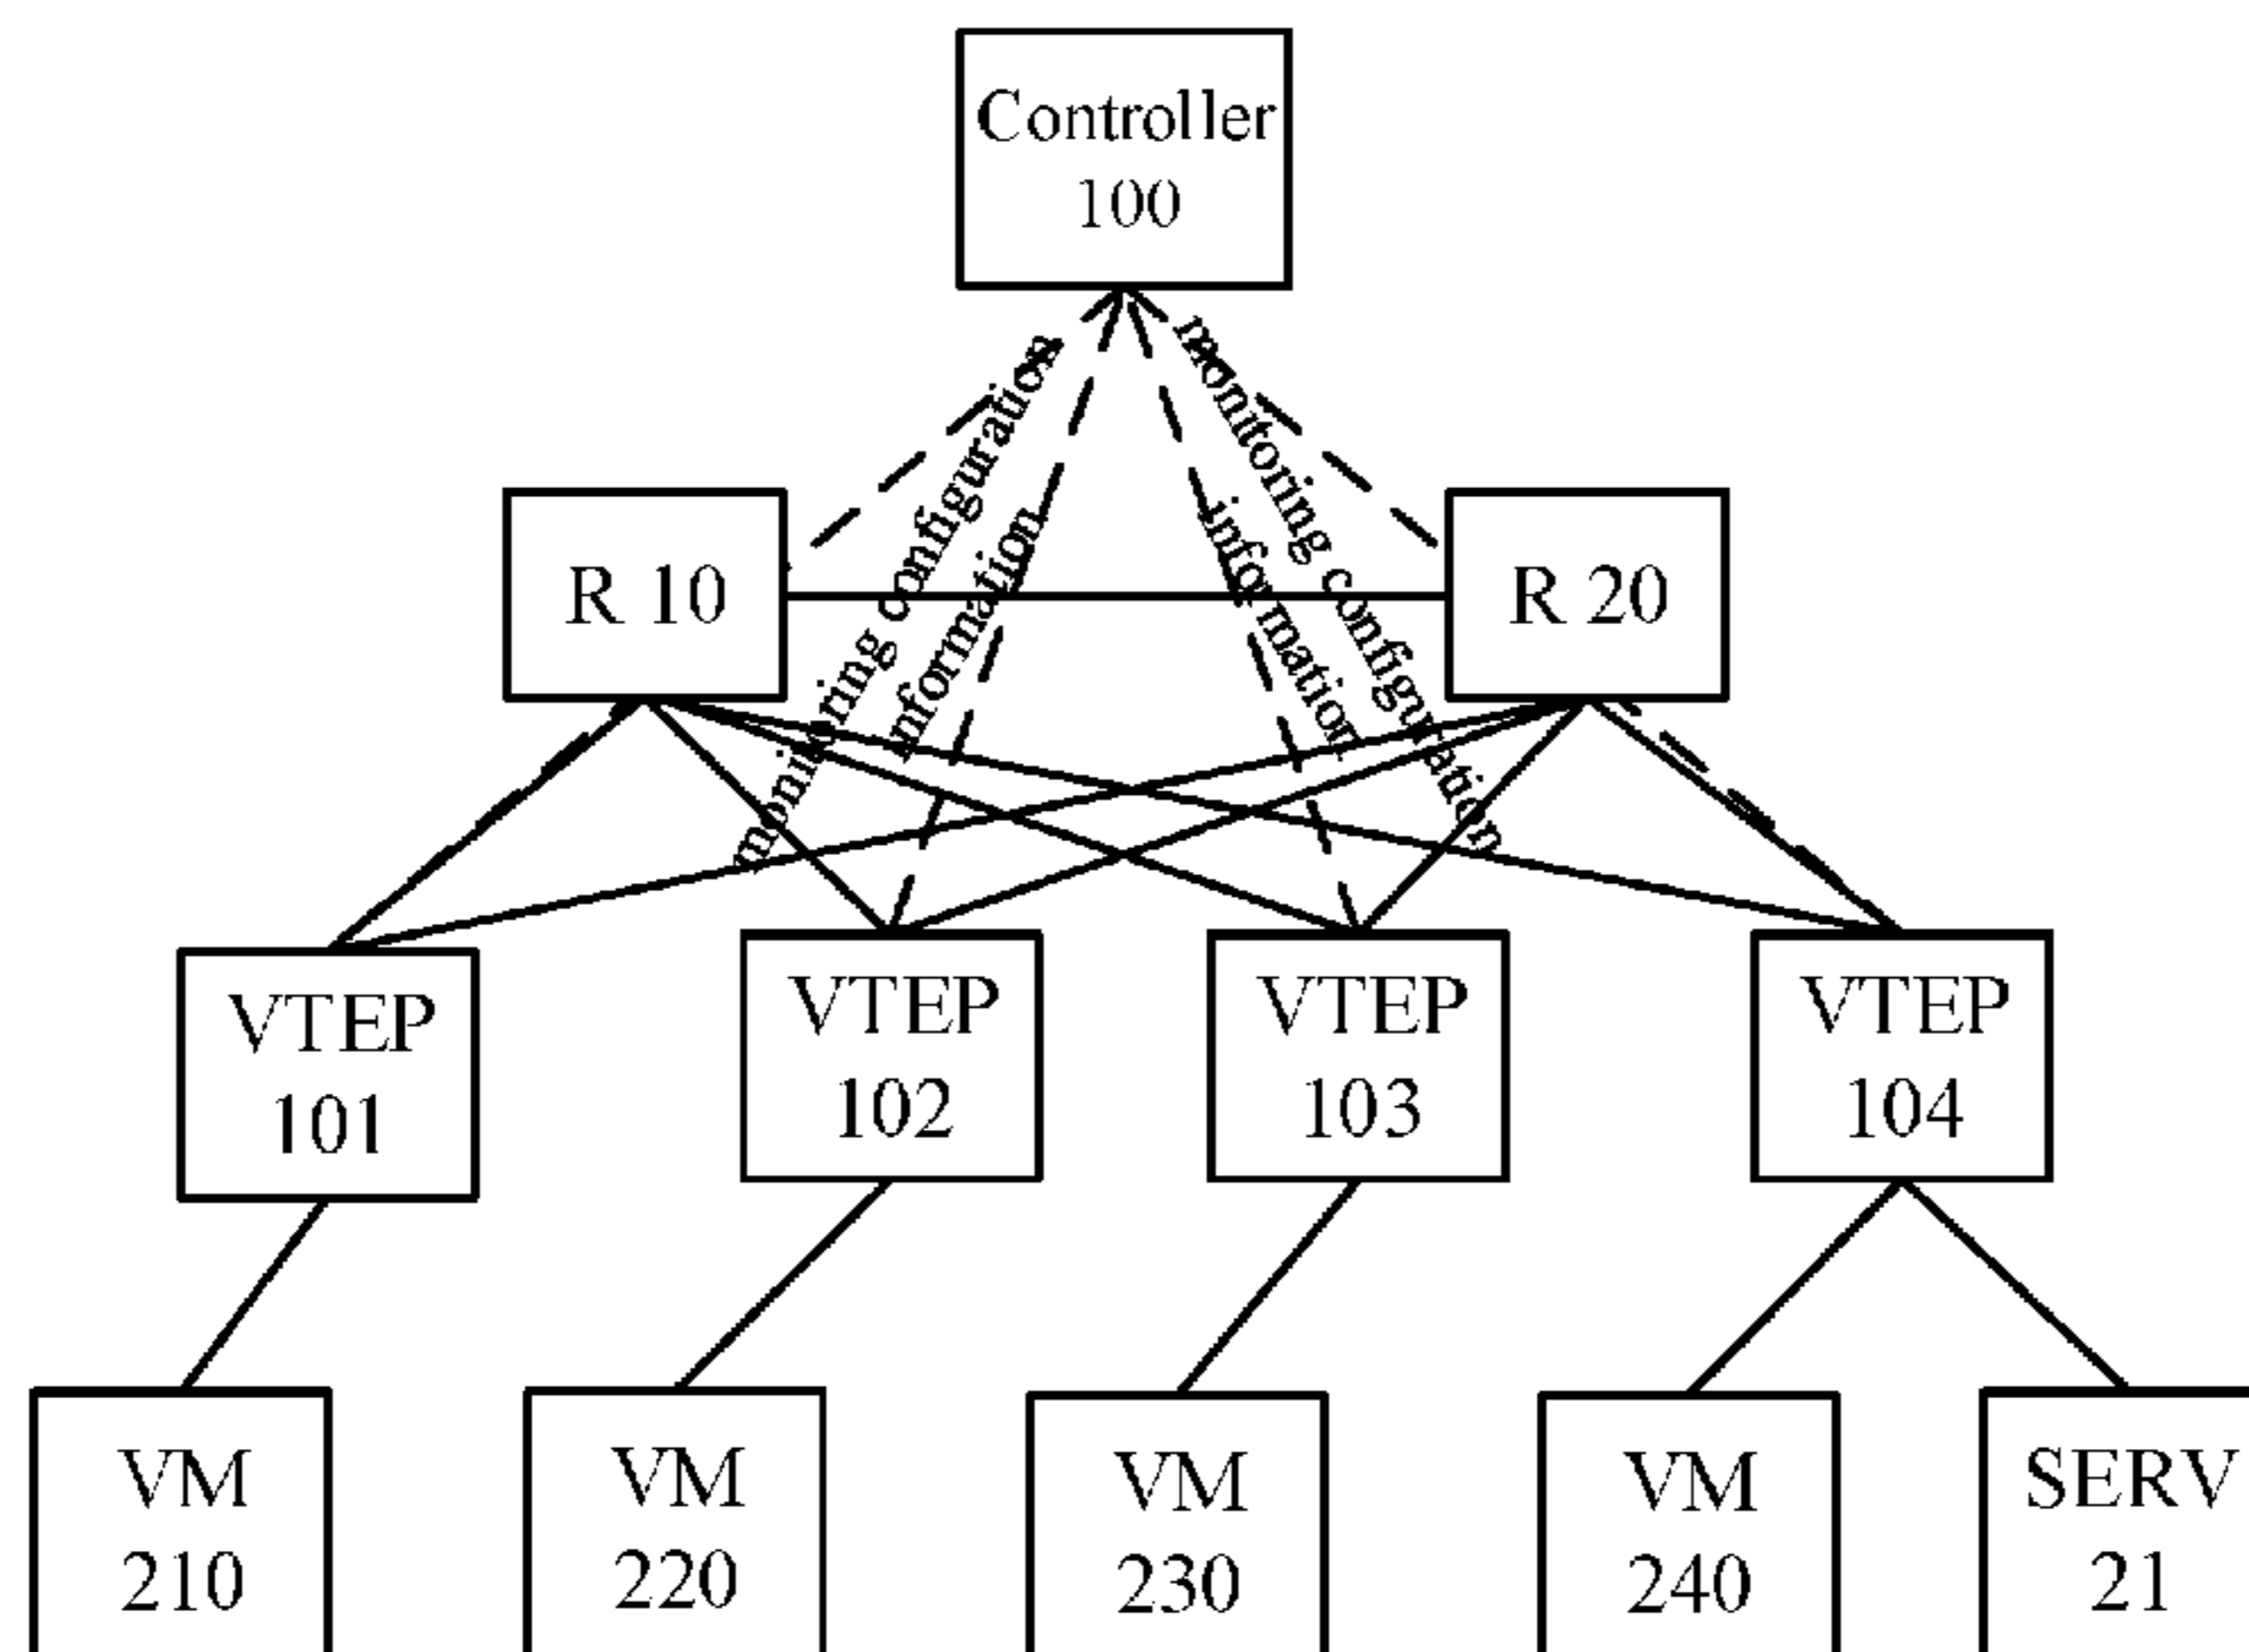 Controller
100
monitoring configuration
information
monitoring configuration
information
R 10
R 20
VTEP
101
VTEP
102
VTEP
103
VTEP
104
VM
210
VM
220
VM
230
VM
240
SERV
21